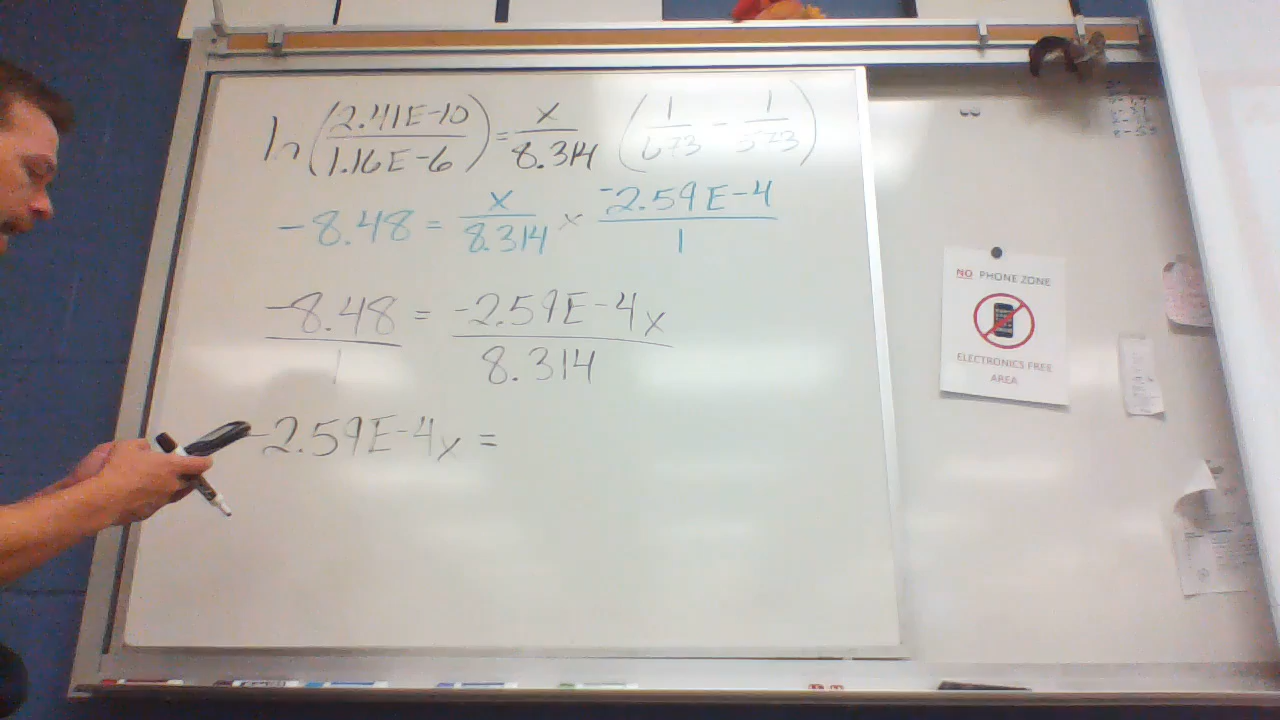 ln(2.41E-10/1.16E-6) = x/8.314 (1/673 - 1/573)
-8.48 = x/8.314 × -2.59E-4/1
-8.48/1 = -2.59E-4x/8.314
-2.59E-4x =
NO PHONE ZONE
ELECTRONICS FREE
AREA